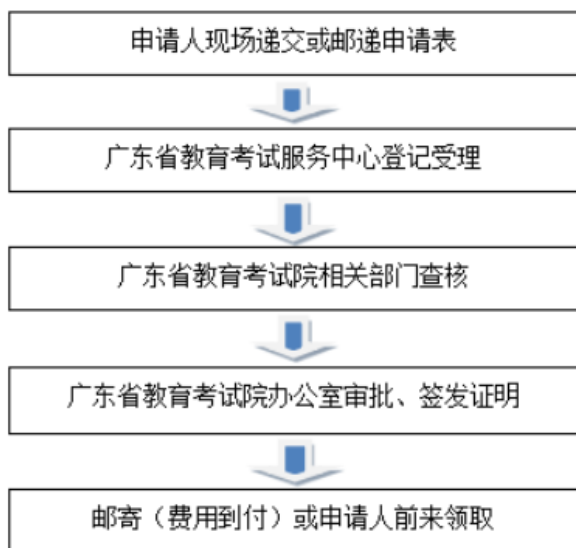 申请人现场递交或邮递申请表
广东省教育考试服务中心登记受理
广东省教育考试院相关部门查核
广东省教育考试院办公室审批、签发证明
邮寄（费用到付）或申请人前来领取